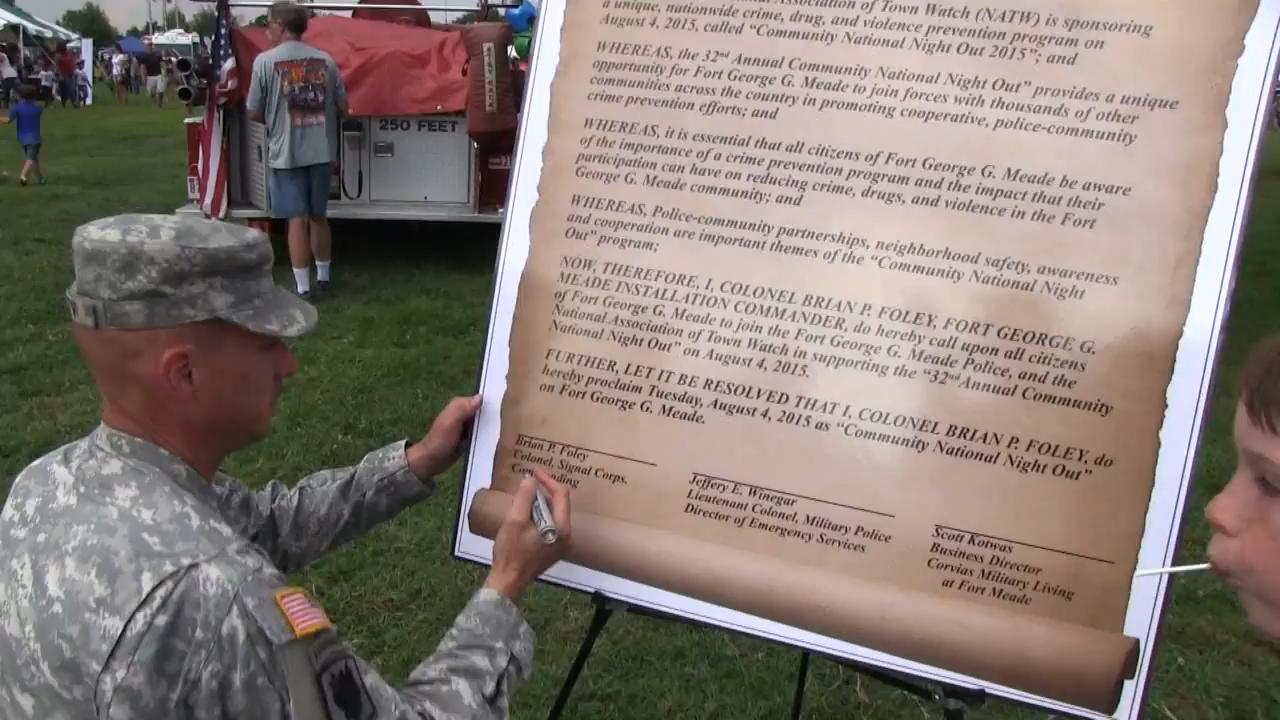 Association of Town Watch (NATW) is sponsoring
a unique, nationwide crime, drug, and violence prevention program on
August 4, 2015, called “Community National Night Out 2015”; and
WHEREAS, the 32nd Annual Community National Night Out” provides a unique
opportunity for Fort George G. Meade to join forces with thousands of other
communities across the country in promoting cooperative, police-community
crime prevention efforts; and
WHEREAS, it is essential that all citizens of Fort George G. Meade be aware
of the importance of a crime prevention program and the impact that their
participation can have on reducing crime, drugs, and violence in the Fort
George G. Meade community; and
WHEREAS, Police-community partnerships, neighborhood safety, awareness
and cooperation are important themes of the “Community National Night
Out” program;
NOW, THEREFORE, I, COLONEL BRIAN P. FOLEY, FORT GEORGE G.
MEADE INSTALLATION COMMANDER, do hereby call upon all citizens
of Fort George G. Meade to join the Fort George G. Meade Police, and the
National Association of Town Watch in supporting the “32nd Annual Community
National Night Out” on August 4, 2015.
FURTHER, LET IT BE RESOLVED THAT I, COLONEL BRIAN P. FOLEY, do
hereby proclaim Tuesday, August 4, 2015 as “Community National Night Out”
on Fort George G. Meade.
Brian P. Foley
Colonel, Signal Corps.
Jeffery E. Winegar
Lieutenant Colonel, Military Police
Director of Emergency Services
Scott Kotwas
Business Director
Corvias Military Living
at Fort Meade
250 FEET
STAY BACK